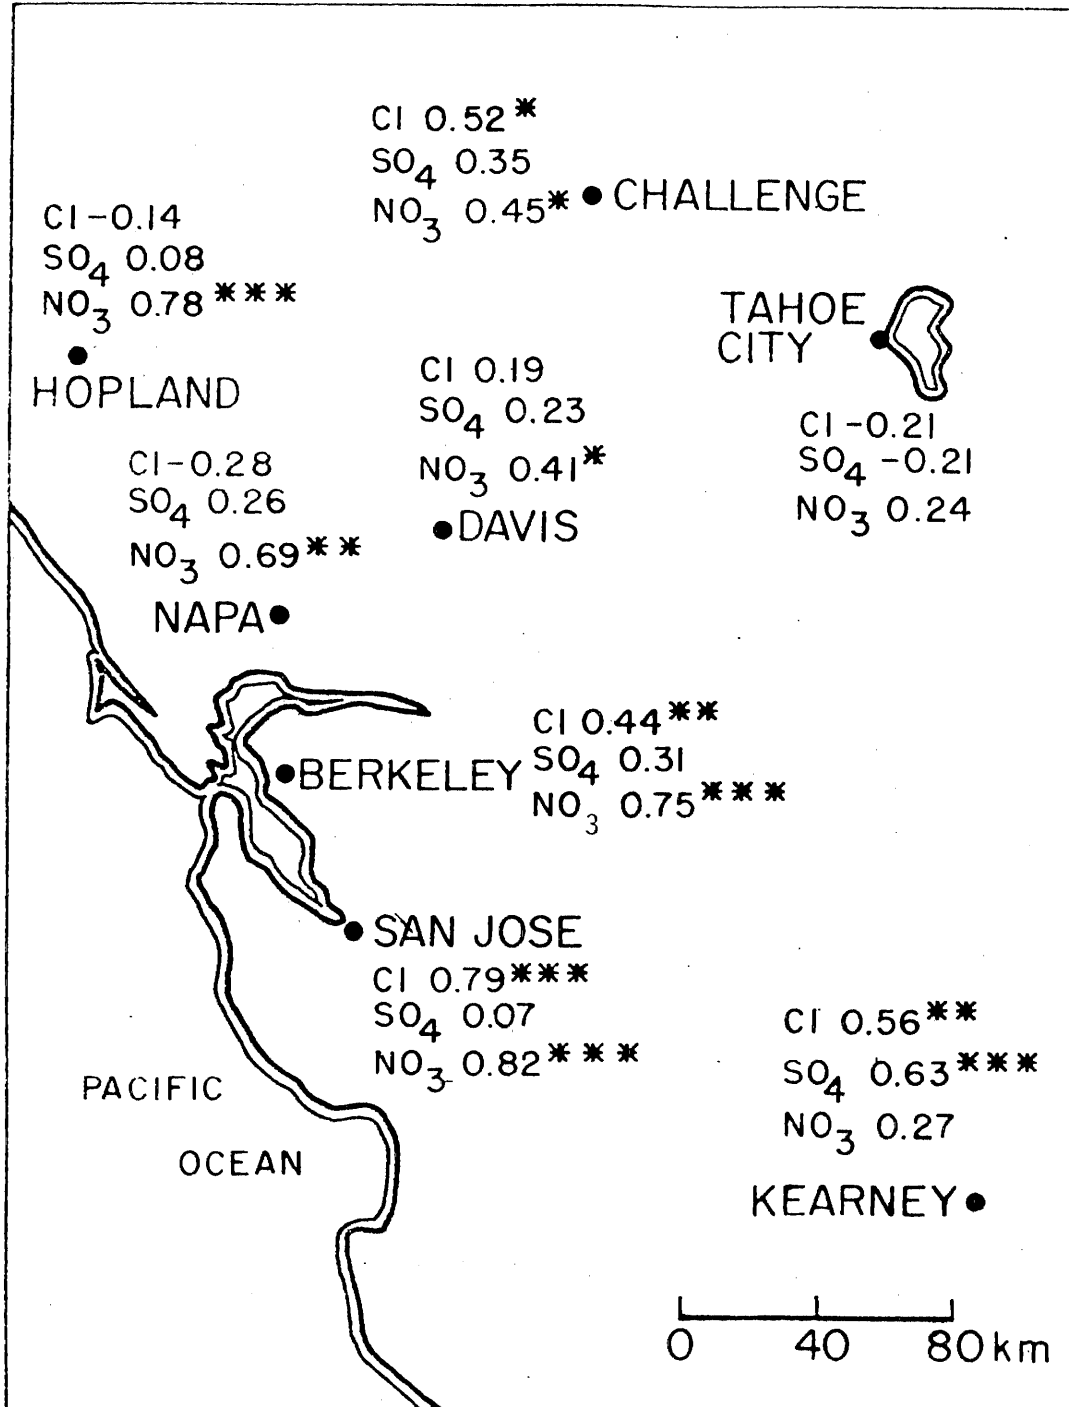 Cl 0.52*
SO4 0.35
NO3 0.45*
CHALLENGE
Cl -0.14
SO4 0.08
NO3 0.78***
HOPLAND
TAHOE
CITY
Cl -0.21
SO4 -0.21
NO3 0.24
Cl 0.19
SO4 0.23
NO3 0.41*
DAVIS
Cl -0.28
SO4 0.26
NO3 0.69**
NAPA
BERKELEY
Cl 0.44**
SO4 0.31
NO3 0.75***
SAN JOSE
Cl 0.79***
SO4 0.07
NO3 0.82***
Cl 0.56**
SO4 0.63***
NO3 0.27
KEARNEY
PACIFIC
OCEAN
0 40 80 km